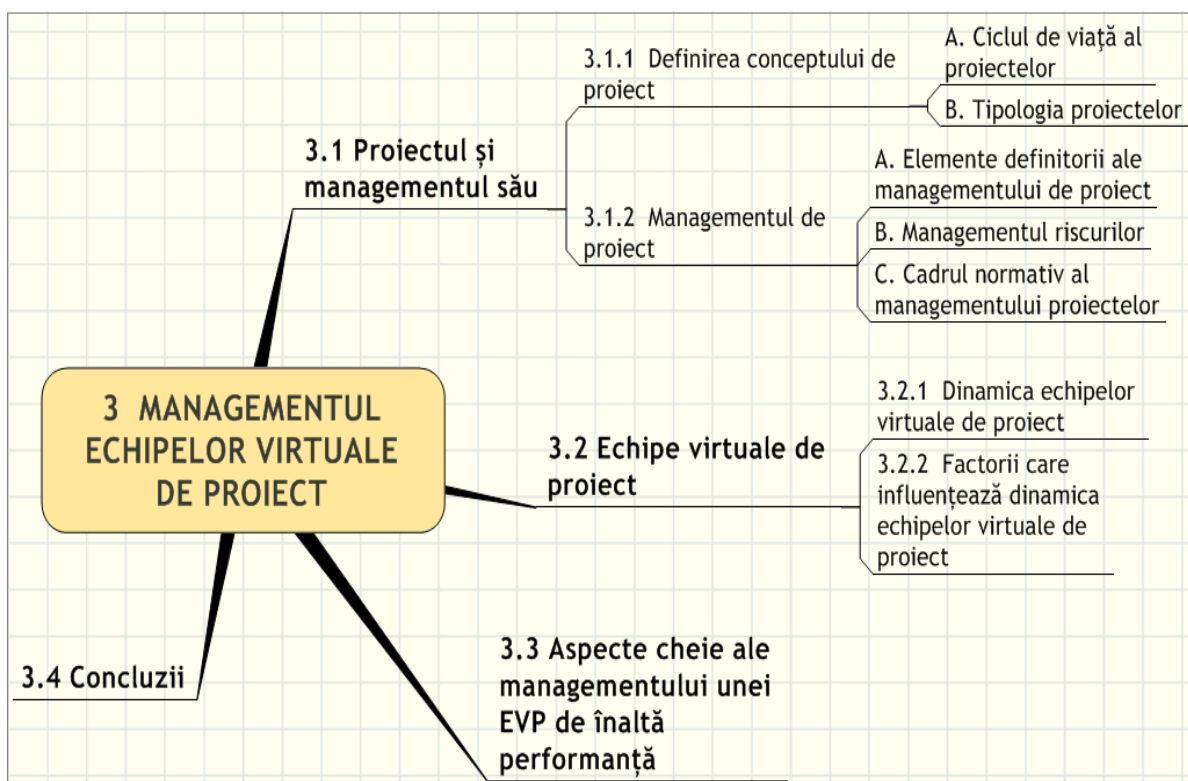 3 MANAGEMENTUL
ECHIPELOR VIRTUALE
DE PROIECT
3.1 Proiectul și
managementul său
3.1.1 Definirea conceptului de
proiect
A. Ciclul de viaţă al
proiectelor
B. Tipologia proiectelor
3.1.2 Managementul de
proiect
A. Elemente definitorii ale
managementului de proiect
B. Managementul riscurilor
C. Cadrul normativ al
managementului proiectelor
3.2 Echipe virtuale de
proiect
3.2.1 Dinamica echipelor
virtuale de proiect
3.2.2 Factorii care
influențează dinamica
echipelor virtuale de
proiect
3.3 Aspecte cheie ale
managementului unei
EVP de înaltă
performanță
3.4 Concluzii